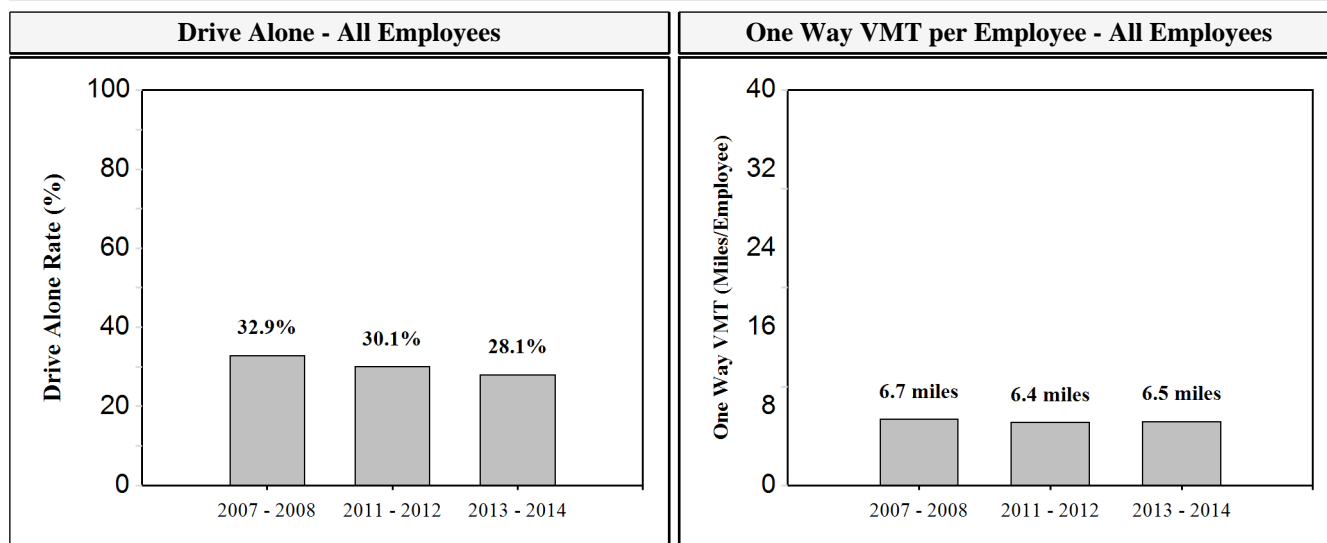 Drive Alone - All Employees
One Way VMT per Employee - All Employees
Drive Alone Rate (%)
100
80
60
40
20
0
32.9%
30.1%
28.1%
2007 - 2008
2011 - 2012
2013 - 2014
One Way VMT (Miles/Employee)
40
32
24
16
8
0
6.7 miles
6.4 miles
6.5 miles
2007 - 2008
2011 - 2012
2013 - 2014